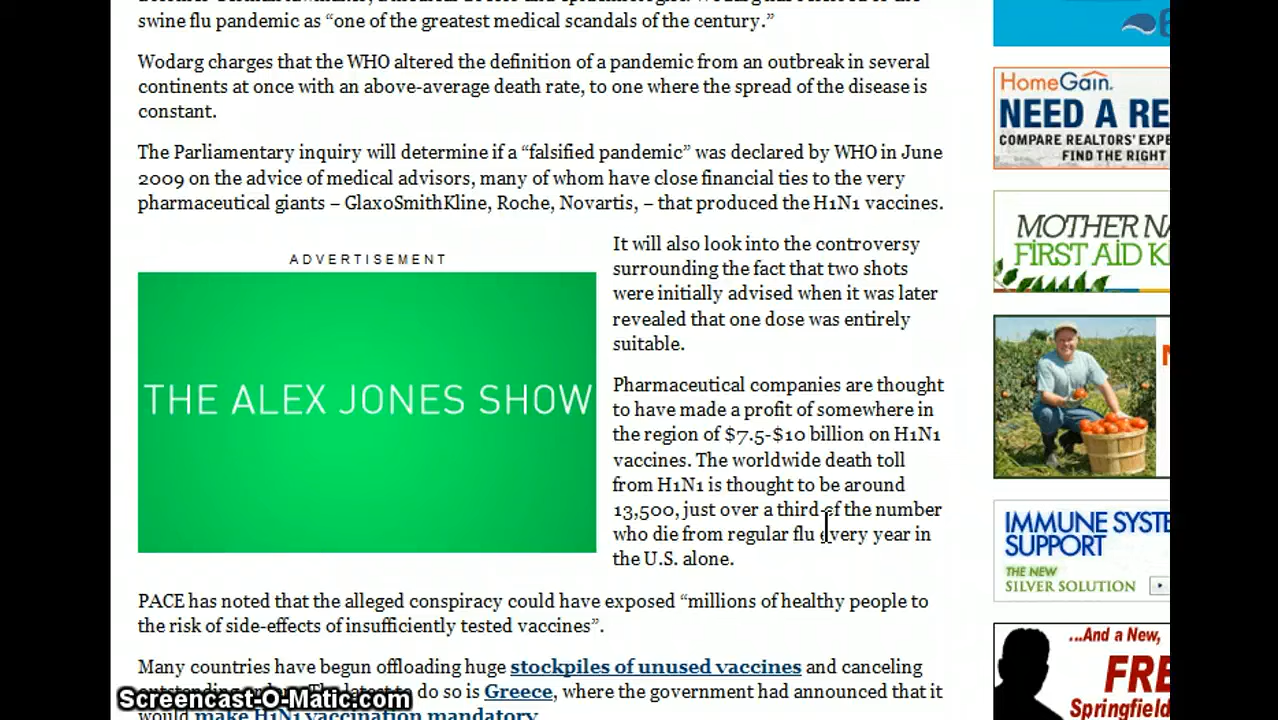 swine flu pandemic as “one of the greatest medical scandals of the century.”
Wodarg charges that the WHO altered the definition of a pandemic from an outbreak in several
continents at once with an above-average death rate, to one where the spread of the disease is
constant.
The Parliamentary inquiry will determine if a “falsified pandemic” was declared by WHO in June
2009 on the advice of medical advisors, many of whom have close financial ties to the very
pharmaceutical giants – GlaxoSmithKline, Roche, Novartis, – that produced the H1N1 vaccines.
ADVERTISEMENT
THE ALEX JONES SHOW
It will also look into the controversy
surrounding the fact that two shots
were initially advised when it was later
revealed that one dose was entirely
suitable.
Pharmaceutical companies are thought
to have made a profit of somewhere in
the region of $7.5-$10 billion on H1N1
vaccines. The worldwide death toll
from H1N1 is thought to be around
13,500, just over a third of the number
who die from regular flu every year in
the U.S. alone.
PACE has noted that the alleged conspiracy could have exposed “millions of healthy people to
the risk of side-effects of insufficiently tested vaccines”.
Many countries have begun offloading huge stockpiles of unused vaccines and canceling
do so is Greece, where the government had announced that it
would make H1N1 vaccination mandatory.
Screencast-O-Matic.com
HomeGain.
NEED A RE
COMPARE REALTORS' EXPE
FIND THE RIGHT
MOTHER NA
FIRST AID K
IMMUNE SYSTE
SUPPORT
THE NEW
SILVER SOLUTION
...And a New,
FRE
Springfield